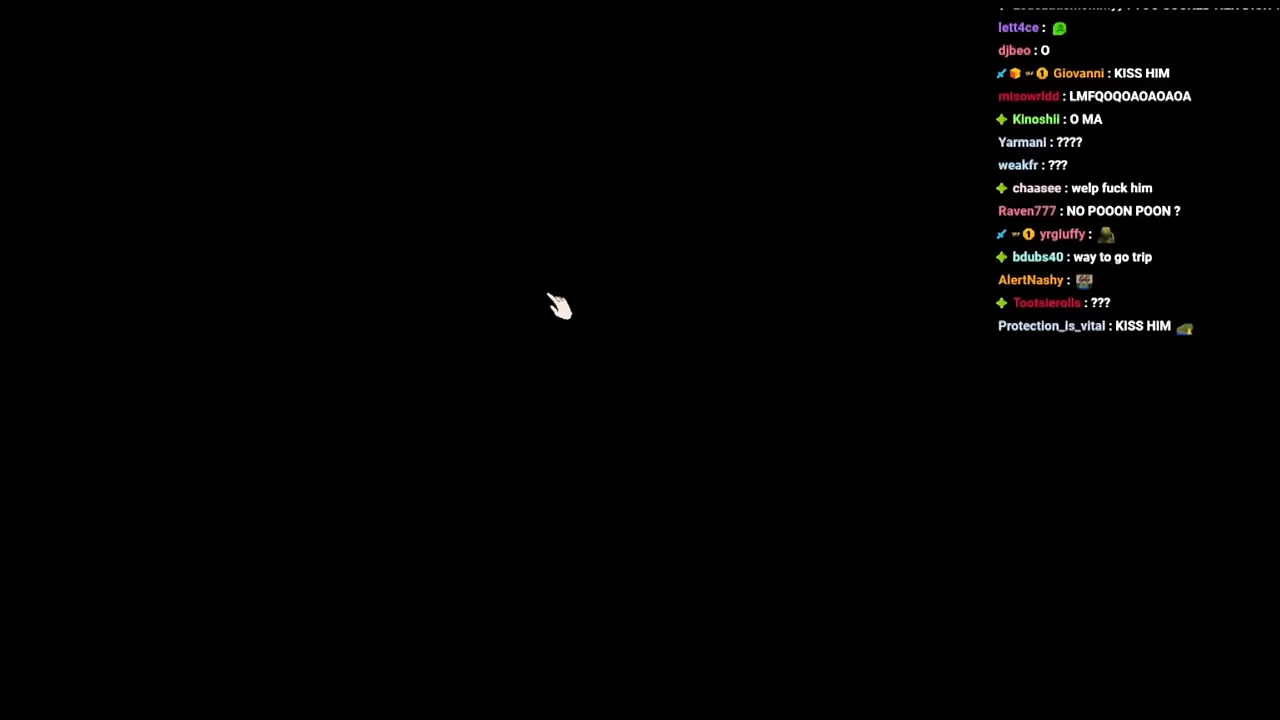 lett4ce :
djbeo : O
Giovanni : KISS HIM
misowrldd : LMFQOQOAOAOAOA
Kinoshii : O MA
Yarmani : ????
weakfr : ???
chaasee : welp fuck him
Raven777 : NO POOON POON ?
yrgluffy :
bdubs40 : way to go trip
AlertNashy :
Tootsierolls : ???
Protection_is_vital : KISS HIM